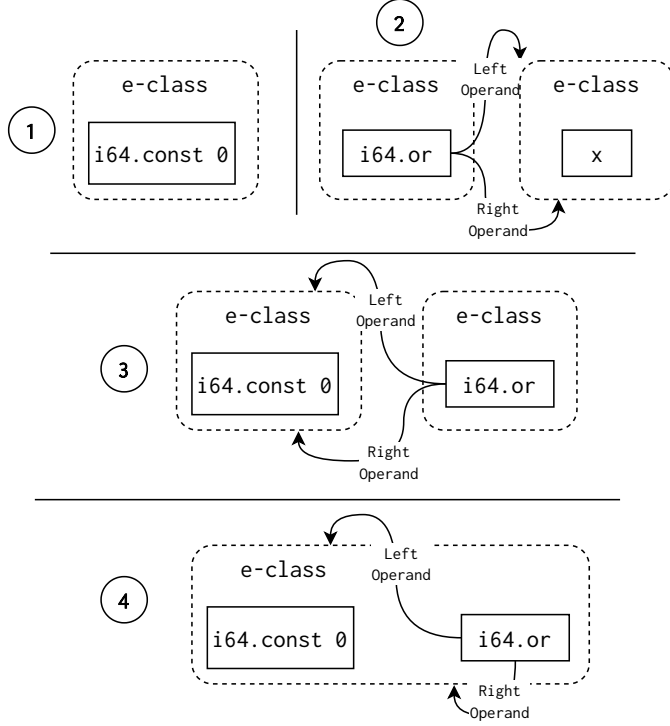 1
e-class
i64.const 0
2
e-class
i64.or
Left
Operand
Right
Operand
e-class
x
3
e-class
i64.const 0
Left
Operand
Right
Operand
e-class
i64.or
4
e-class
i64.const 0
Left
Operand
i64.or
Right
Operand